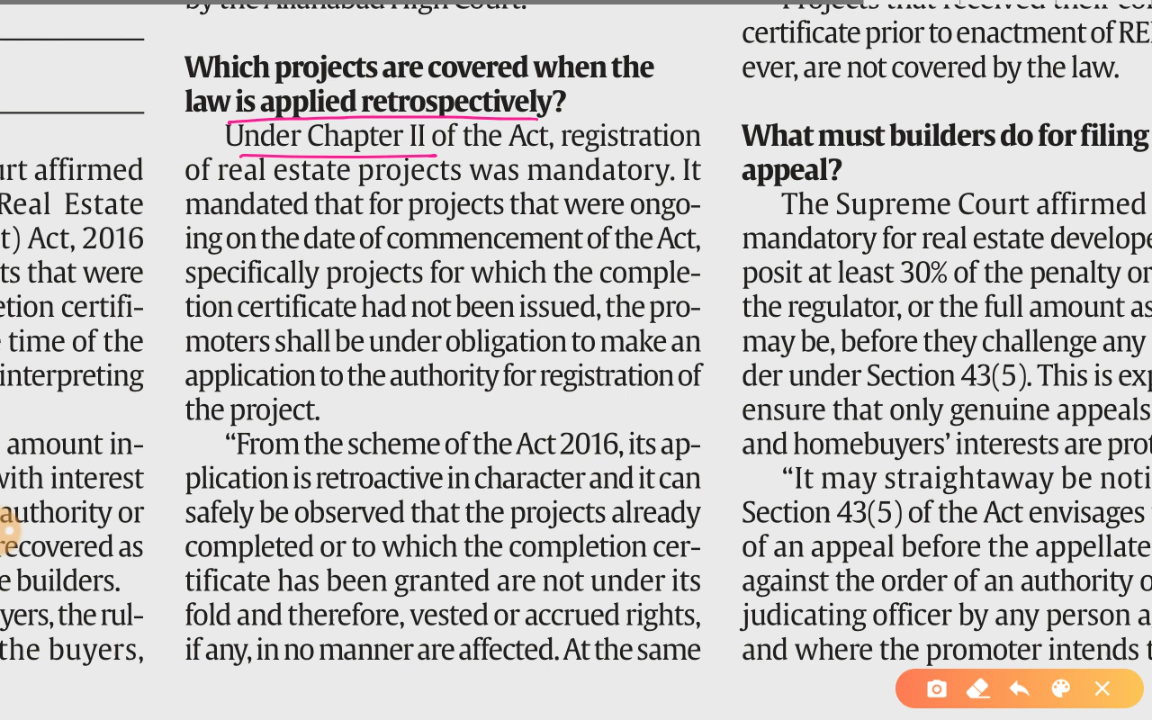 by the Allahabad High Court.
Which projects are covered when the
law is applied retrospectively?
Under Chapter II of the Act, registration
of real estate projects was mandatory. It
mandated that for projects that were ongo-
ing on the date of commencement of the Act,
specifically projects for which the comple-
tion certificate had not been issued, the pro-
moters shall be under obligation to make an
application to the authority for registration of
the project.
“From the scheme of the Act 2016, its ap-
plication is retroactive in character and it can
safely be observed that the projects already
completed or to which the completion cer-
tificate has been granted are not under its
fold and therefore, vested or accrued rights,
if any, in no manner are affected. At the same
urt affirmed
Real Estate
t) Act, 2016
ts that were
etion certifi-
time of the
interpreting
amount in-
with interest
authority or
recovered as
e builders.
yers, the rul-
the buyers,
Projects that received their
certificate prior to enactment of RE
ever, are not covered by the law.
What must builders do for filing
appeal?
The Supreme Court affirmed
mandatory for real estate develope
posit at least 30% of the penalty or
the regulator, or the full amount as
may be, before they challenge any
der under Section 43(5). This is exp
ensure that only genuine appeals
and homebuyers’ interests are prot
“It may straightaway be noti
Section 43(5) of the Act envisages
of an appeal before the appellate
against the order of an authority o
judicating officer by any person a
and where the promoter intends t